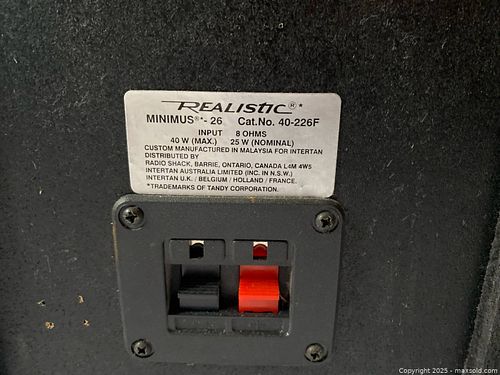 REALISTIC®*
MINIMUS®*- 26 Cat.No. 40-226F
INPUT 8 OHMS
40 W (MAX.) 25 W (NOMINAL)
CUSTOM MANUFACTURED IN MALAYSIA FOR INTERTAN
DISTRIBUTED BY
RADIO SHACK, BARRIE, ONTARIO, CANADA L4M 4W5
INTERTAN AUSTRALIA LIMITED (INC. IN N.S.W.)
INTERTAN U.K. / BELGIUM / HOLLAND / FRANCE.
*TRADEMARKS OF TANDY CORPORATION.
Copyright © 2025 - maxsold.com